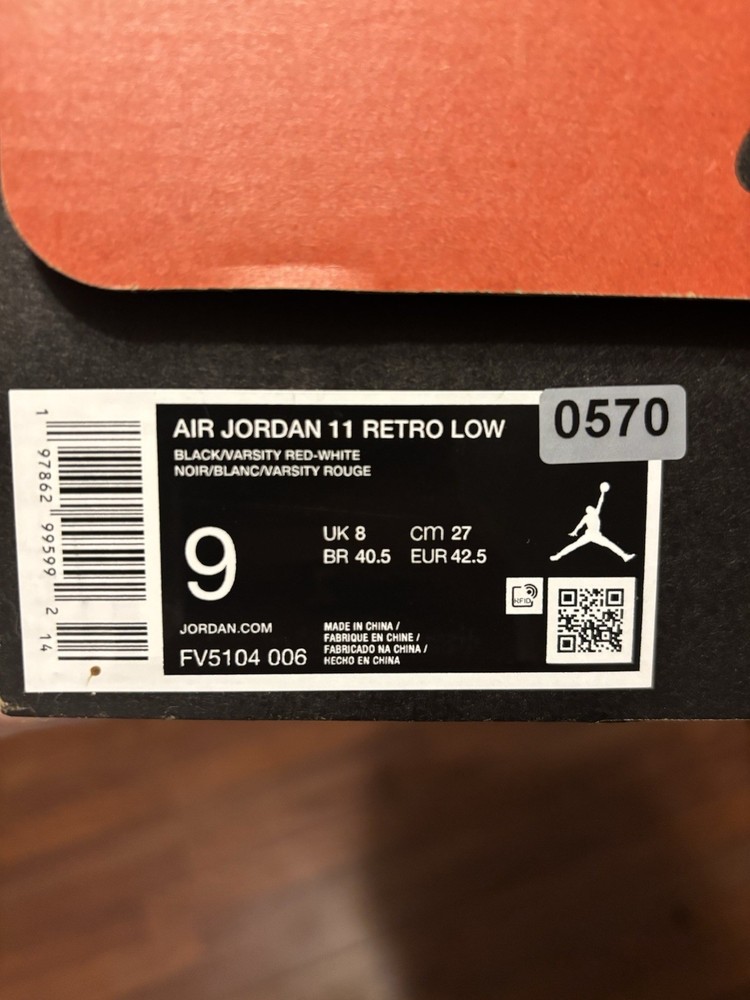 0570
AIR JORDAN 11 RETRO LOW
BLACK/VARSITY RED-WHITE
NOIR/BLANC/VARSITY ROUGE
9
UK 8 cm 27
BR 40.5 EUR 42.5
RFID
JORDAN.COM
FV5104 006
MADE IN CHINA /
FABRIQUE EN CHINE /
FABRICADO NA CHINA /
HECHO EN CHINA
1 97862 99599 2 14